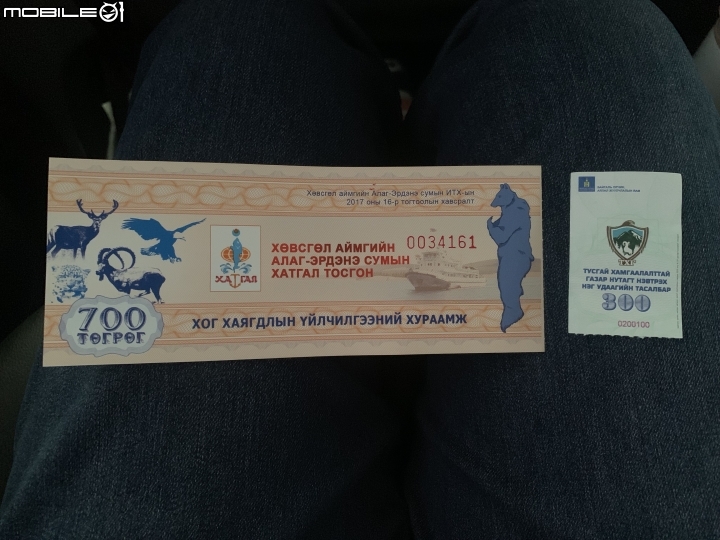 MOBILE01
Хөвсгөл аймгийн Алаг-Эрдэнэ сумын ИТХ-ын
2017 оны 16-р тогтоолын хавсралт
ХӨВСГӨЛ АЙМГИЙН 0034161
АЛАГ-ЭРДЭНЭ СУМЫН
ХАТГАЛ ТОСГОН
ХАТГАЛ
700
ТӨГРӨГ
ХОГ ХАЯГДЛЫН ҮЙЛЧИЛГЭЭНИЙ ХУРААМЖ
ТХГ
ТУСГАЙ ХАМГААЛАЛТТАЙ
ГАЗАР НУТАГТ НЭВТРЭХ
НЭГ УДААГИЙН ТАСАЛБАР
300
0200100